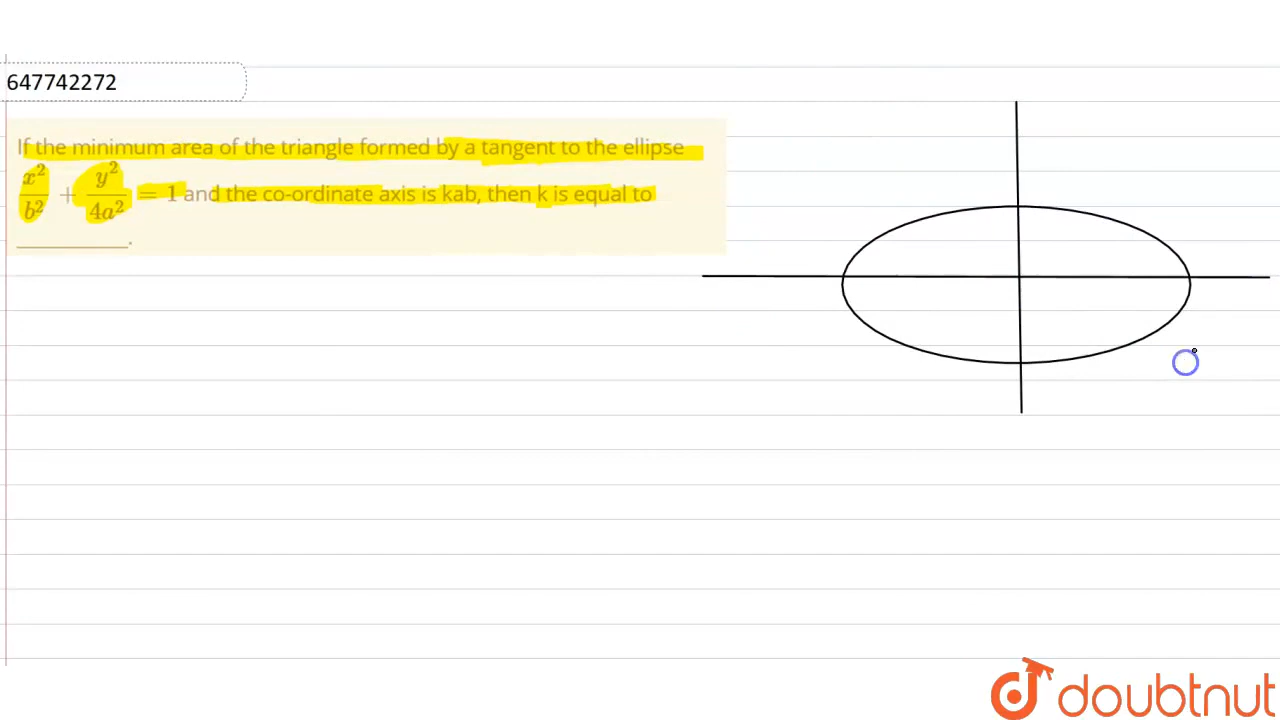 647742272
If the minimum area of the triangle formed by a tangent to the ellipse
x²/b² + y²/4a² = 1 and the co-ordinate axis is kab, then k is equal to
__________.
doubtnut